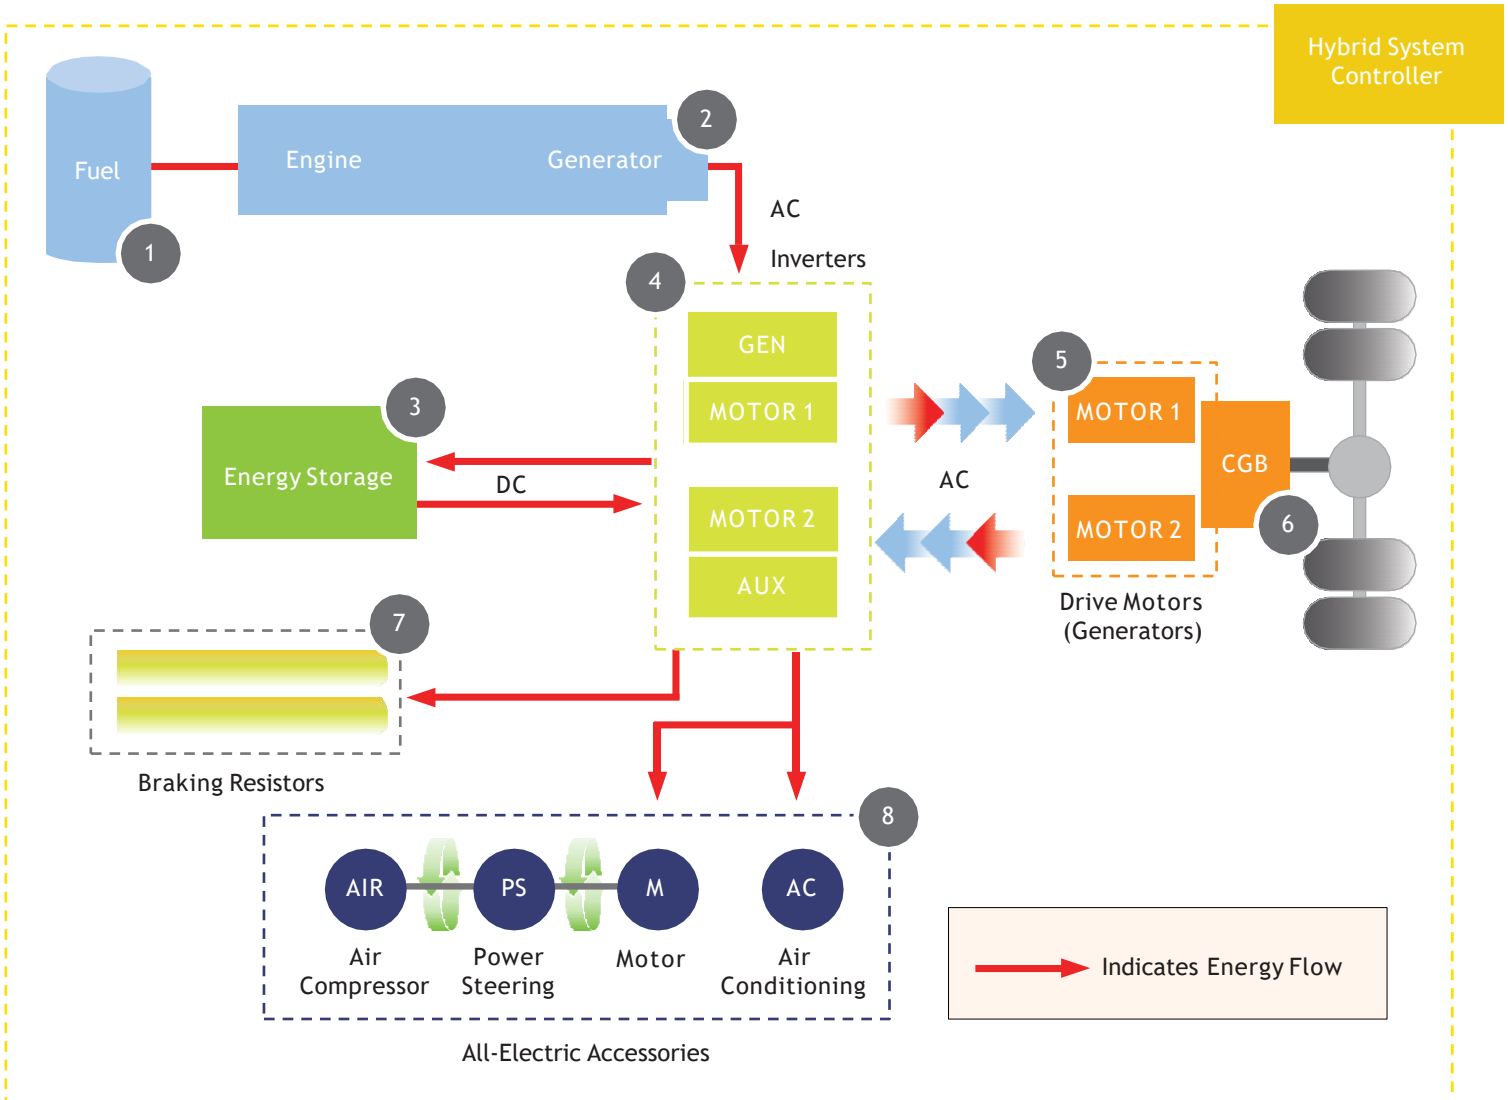 Hybrid System
Controller
Fuel
1
Engine
Generator
2
AC
Inverters
4
GEN
MOTOR 1
MOTOR 2
AUX
3
Energy Storage
DC
AC
5
MOTOR 1
MOTOR 2
CGB
6
Drive Motors
(Generators)
7
Braking Resistors
8
AIR
PS
M
AC
Air
Compressor
Power
Steering
Motor
Air
Conditioning
All-Electric Accessories
Indicates Energy Flow